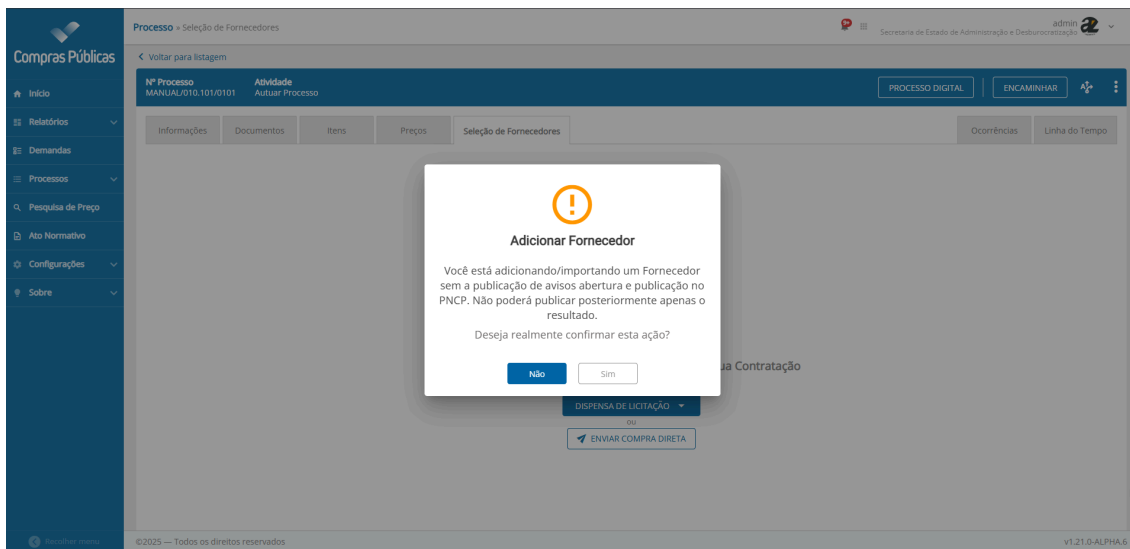 Compras Públicas
Início
Relatórios
Demandas
Processos
Pesquisa de Preço
Ato Normativo
Configurações
Sobre
Recolher menu
Processo » Seleção de Fornecedores
9+
admin
Secretaria de Estado de Administração e Desburocratização
Voltar para listagem
Nº Processo
MANUAL/010.101/0101
Atividade
Autuar Processo
PROCESSO DIGITAL
ENCAMINHAR
Informações
Documentos
Itens
Preços
Seleção de Fornecedores
Ocorrências
Linha do Tempo
Adicionar Fornecedor
Você está adicionando/importando um Fornecedor
sem a publicação de avisos abertura e publicação no
PNCP. Não poderá publicar posteriormente apenas o
resultado.
Deseja realmente confirmar esta ação?
Não
Sim
ua Contratação
DISPENSA DE LICITAÇÃO
ou
ENVIAR COMPRA DIRETA
©2025 — Todos os direitos reservados
v1.21.0-ALPHA.6